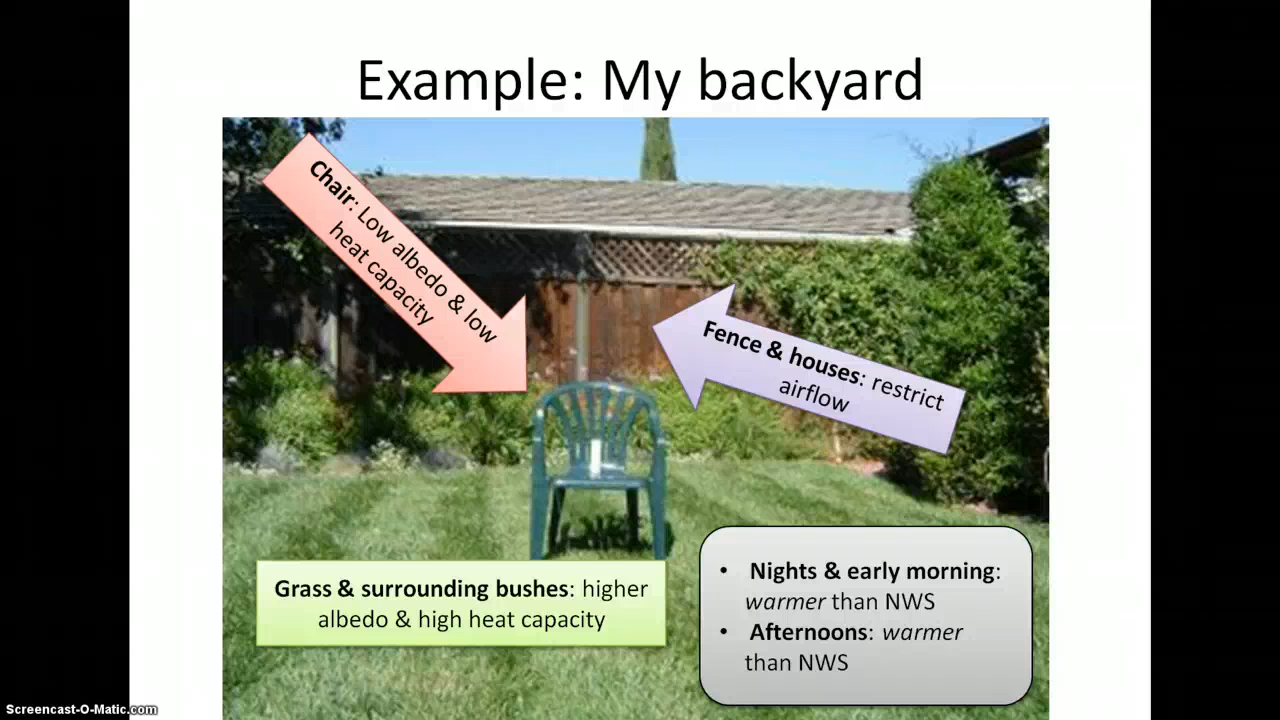 Example: My backyard
Chair: Low albedo & low
heat capacity
Fence & houses: restrict
airflow
Grass & surrounding bushes: higher
albedo & high heat capacity
• Nights & early morning:
warmer than NWS
• Afternoons: warmer
than NWS
Screencast-O-Matic.com